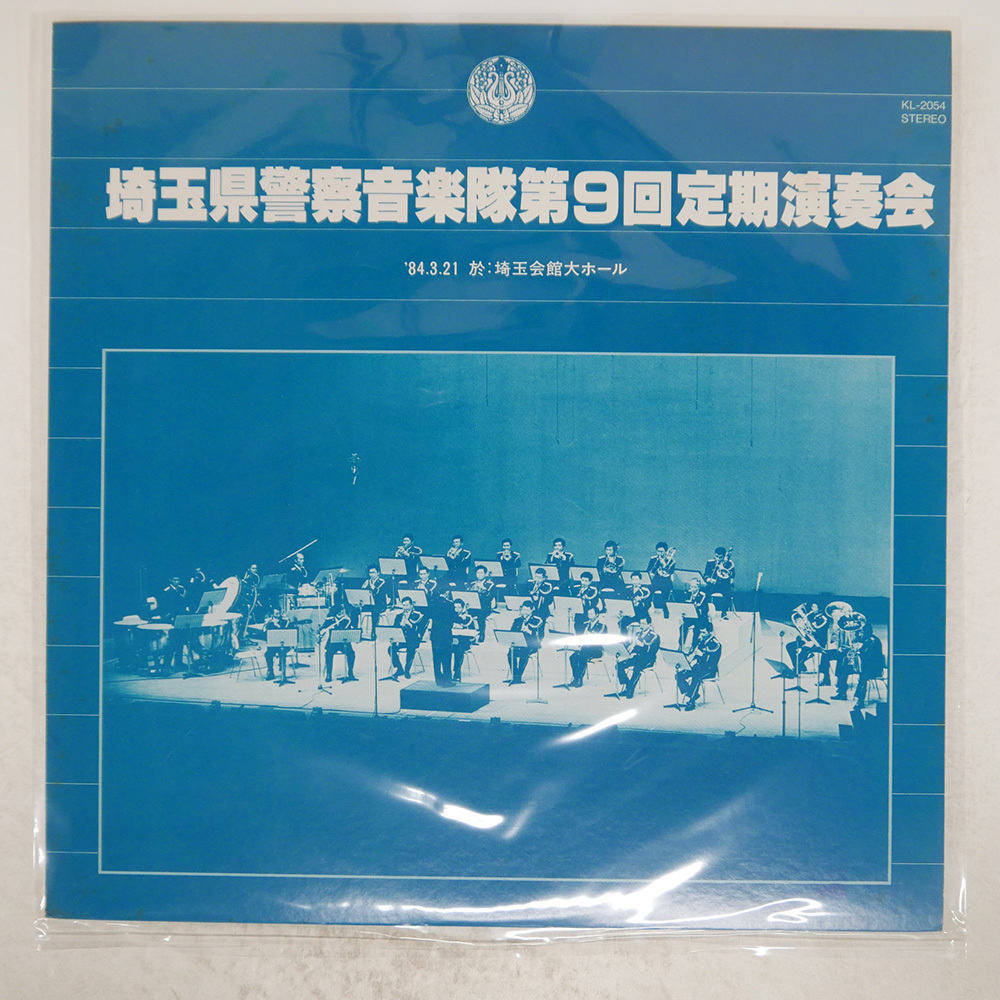 KL-2054
STEREO
埼玉県警察音楽隊第9回定期演奏会
'84.3.21 於:埼玉会館大ホール